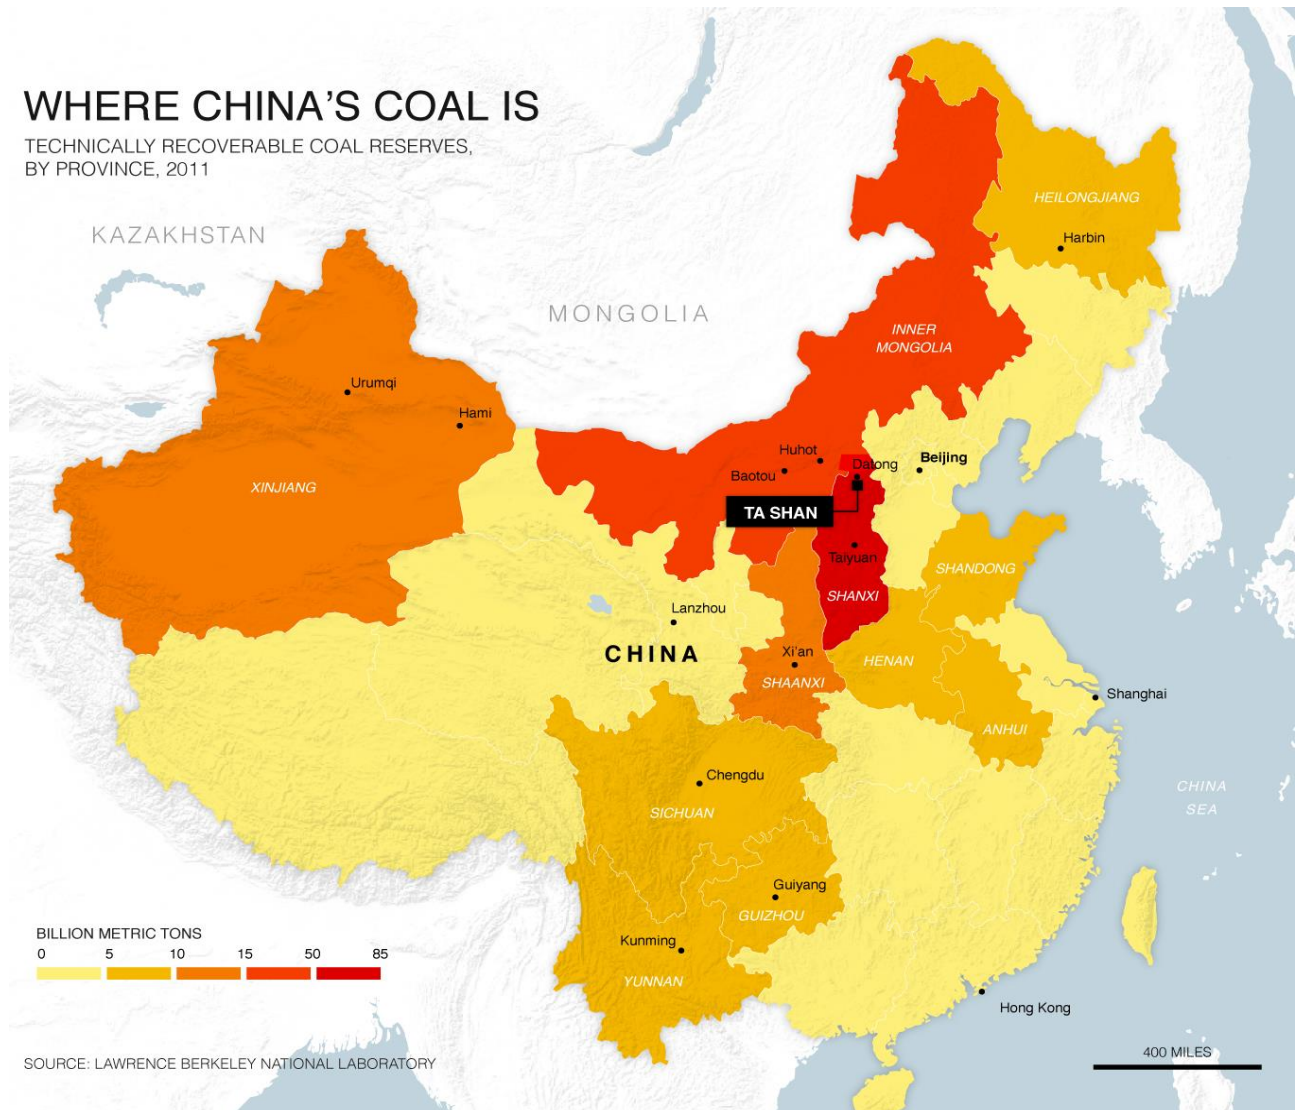 WHERE CHINA'S COAL IS
TECHNICALLY RECOVERABLE COAL RESERVES,
BY PROVINCE, 2011
KAZAKHSTAN
MONGOLIA
HEILONGJIANG
Harbin
INNER
MONGOLIA
Urumqi
Hami
XINJIANG
Huhot
Baotou
Datong
Beijing
TA SHAN
Taiyuan
SHANXI
SHANDONG
Lanzhou
CHINA
Xi'an
SHAANXI
HENAN
Shanghai
ANHUI
Chengdu
SICHUAN
CHINA
SEA
Guiyang
GUIZHOU
Kunming
YUNNAN
Hong Kong
BILLION METRIC TONS
0 5 10 15 50 85
SOURCE: LAWRENCE BERKELEY NATIONAL LABORATORY
400 MILES